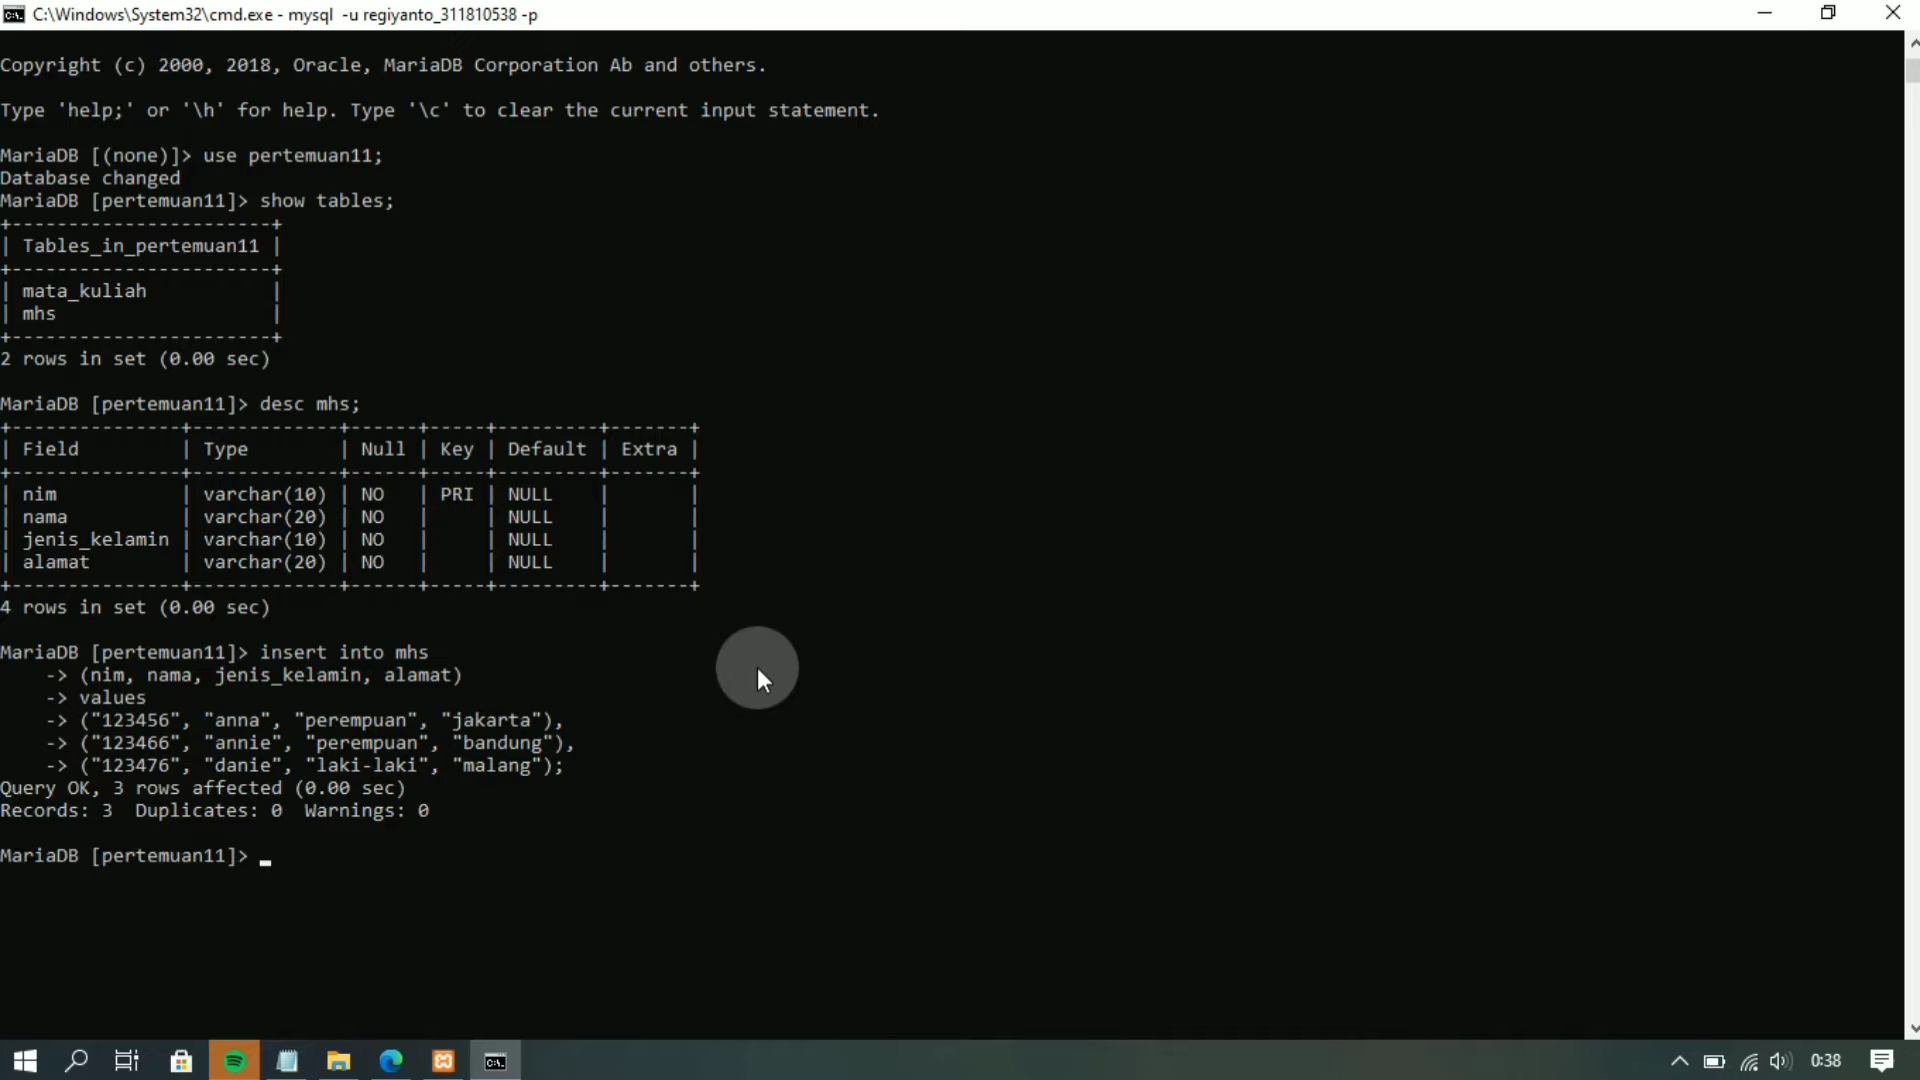 C:\Windows\System32\cmd.exe - mysql  -u regiyanto_311810538 -p
Copyright (c) 2000, 2018, Oracle, MariaDB Corporation Ab and others.
Type 'help;' or '\h' for help. Type '\c' to clear the current input statement.
MariaDB [(none)]> use pertemuan11;
Database changed
MariaDB [pertemuan11]> show tables;
+-----------------------+
| Tables_in_pertemuan11 |
+-----------------------+
| mata_kuliah           |
| mhs                   |
+-----------------------+
2 rows in set (0.00 sec)
MariaDB [pertemuan11]> desc mhs;
+---------------+-------------+------+-----+---------+-------+
| Field         | Type        | Null | Key | Default | Extra |
+---------------+-------------+------+-----+---------+-------+
| nim           | varchar(10) | NO   | PRI | NULL    |       |
| nama          | varchar(20) | NO   |     | NULL    |       |
| jenis_kelamin | varchar(10) | NO   |     | NULL    |       |
| alamat        | varchar(20) | NO   |     | NULL    |       |
+---------------+-------------+------+-----+---------+-------+
4 rows in set (0.00 sec)
MariaDB [pertemuan11]> insert into mhs
    -> (nim, nama, jenis_kelamin, alamat)
    -> values
    -> ("123456", "anna", "perempuan", "jakarta"),
    -> ("123466", "annie", "perempuan", "bandung"),
    -> ("123476", "danie", "laki-laki", "malang");
Query OK, 3 rows affected (0.00 sec)
Records: 3  Duplicates: 0  Warnings: 0
MariaDB [pertemuan11]> _
0:38